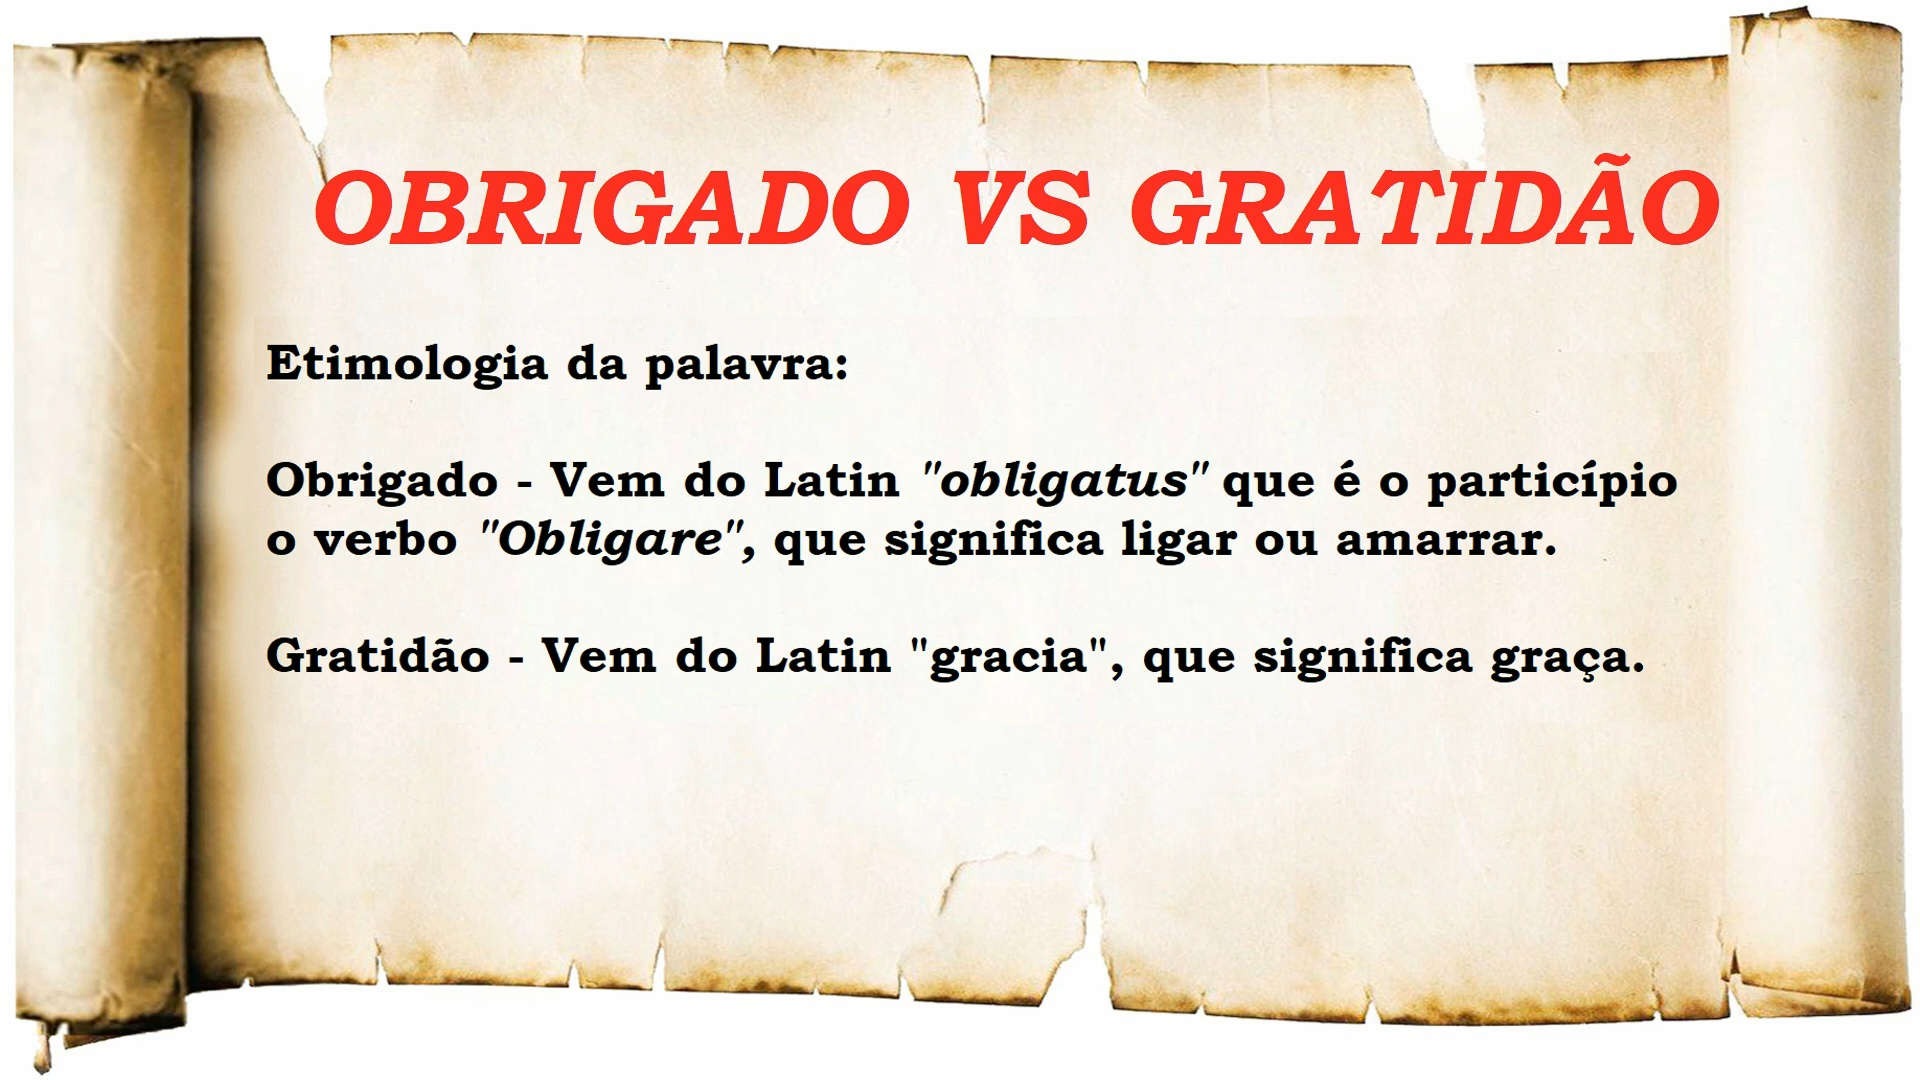 OBRIGADO VS GRATIDÃO
Etimologia da palavra:
Obrigado - Vem do Latin "obligatus" que é o particípio
o verbo "Obligare", que significa ligar ou amarrar.
Gratidão - Vem do Latin "gracia", que significa graça.